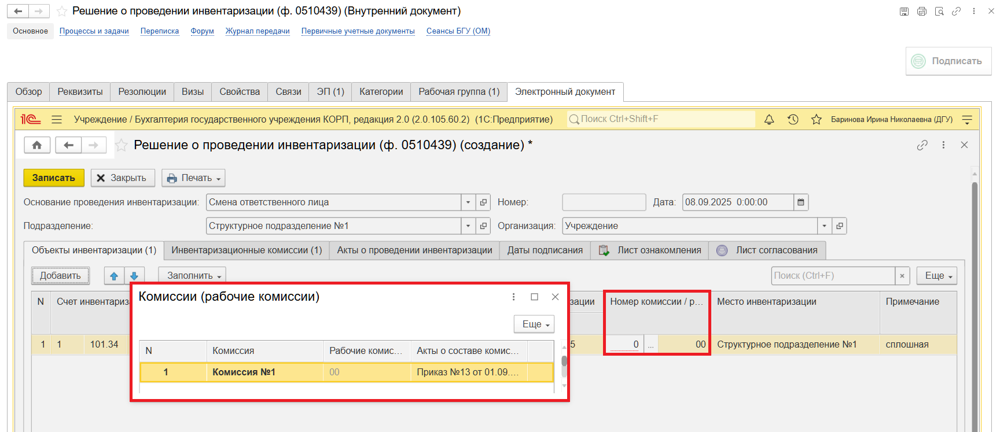 Решение о проведении инвентаризации (ф. 0510439) (Внутренний документ)
Основное Процессы и задачи Переписка Форум Журнал передачи Первичные учетные документы Сеансы БГУ (ОМ)
Подписать
Обзор Реквизиты Резолюции Визы Свойства Связи ЭП (1) Категории Рабочая группа (1) Электронный документ
1С Учреждение / Бухгалтерия государственного учреждения КОРП, редакция 2.0 (2.0.105.60.2) (1С:Предприятие) Поиск Ctrl+Shift+F Баринова Ирина Николаевна (ДГУ)
Решение о проведении инвентаризации (ф. 0510439) (создание) *
Записать Закрыть Печать
Основание проведения инвентаризации: Смена ответственного лица Номер: Дата: 08.09.2025 0:00:00
Подразделение: Структурное подразделение №1 Организация: Учреждение
Объекты инвентаризации (1) Инвентаризационные комиссии (1) Акты о проведении инвентаризации Даты подписания Лист ознакомления Лист согласования
Добавить Заполнить Поиск (Ctrl+F) × Еще
N Счет инвентариз зации Номер комиссии / р... Место инвентаризации Примечание
1 1 101.34 5 0 ... 00 Структурное подразделение №1 сплошная
Комиссии (рабочие комиссии)
Еще
N Комиссия Рабочие комис... Акты о составе комис...
1 Комиссия №1 00 Приказ №13 от 01.09....